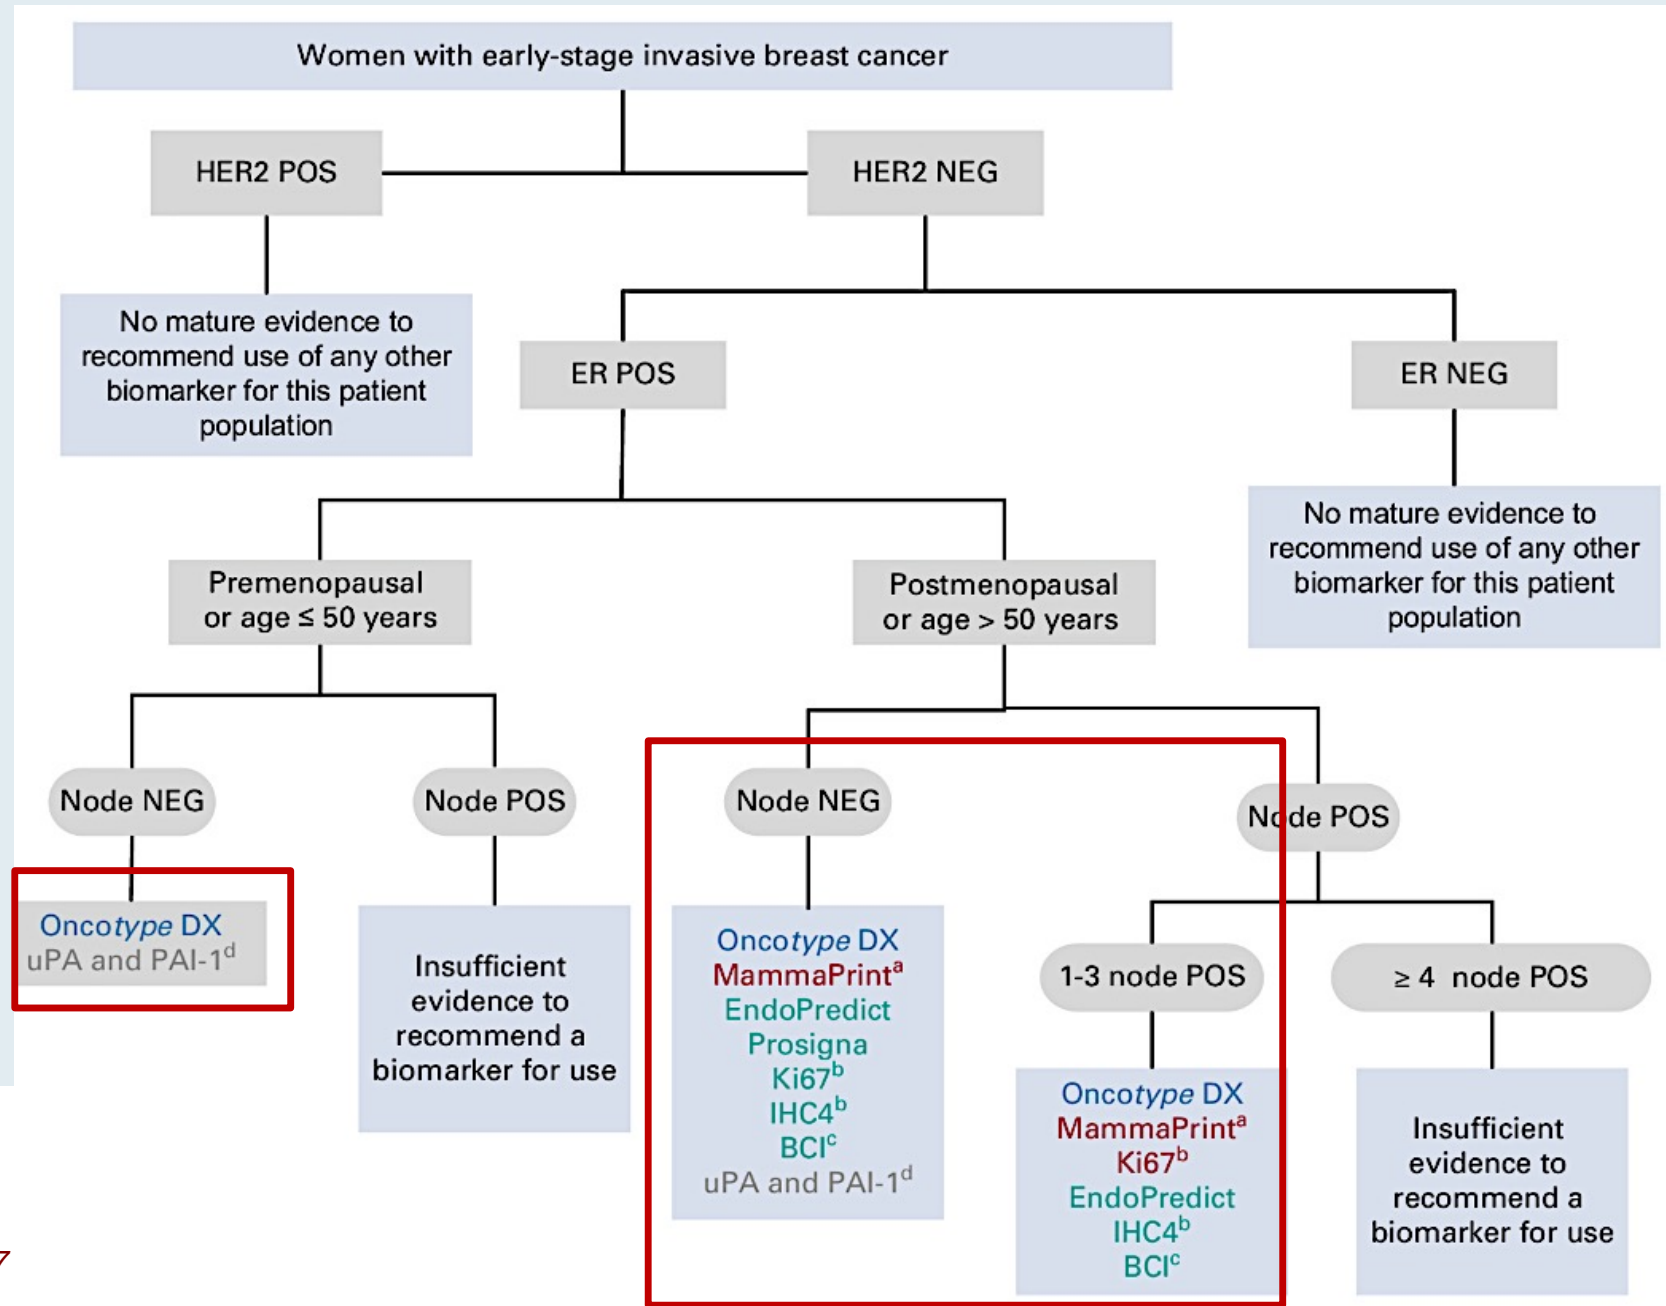 Women with early-stage invasive breast cancer
HER2 POS
HER2 NEG
No mature evidence to
recommend use of any other
biomarker for this patient
population
ER POS
ER NEG
No mature evidence to
recommend use of any other
biomarker for this patient
population
Premenopausal
or age ≤ 50 years
Postmenopausal
or age > 50 years
Node NEG
Node POS
Node NEG
Node POS
Oncotype DX
uPA and PAI-1ᵈ
Insufficient
evidence to
recommend a
biomarker for use
Oncotype DX
MammaPrintᵃ
EndoPredict
Prosigna
Ki67ᵇ
IHC4ᵇ
BCIᶜ
uPA and PAI-1ᵈ
1-3 node POS
≥ 4 node POS
Oncotype DX
MammaPrintᵃ
Ki67ᵇ
EndoPredict
IHC4ᵇ
BCIᶜ
Insufficient
evidence to
recommend a
biomarker for use
7